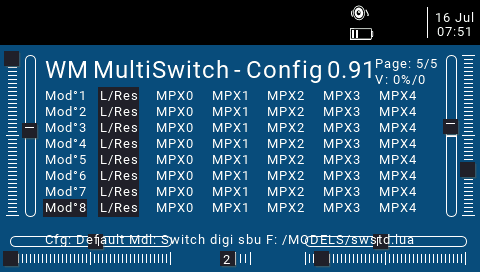 16 Jul
07:51
WM MultiSwitch - Config 0.91
Page: 5/5
V: 0%/0
Mod°1 L/Res MPX0 MPX1 MPX2 MPX3 MPX4
Mod°2 L/Res MPX0 MPX1 MPX2 MPX3 MPX4
Mod°3 L/Res MPX0 MPX1 MPX2 MPX3 MPX4
Mod°4 L/Res MPX0 MPX1 MPX2 MPX3 MPX4
Mod°5 L/Res MPX0 MPX1 MPX2 MPX3 MPX4
Mod°6 L/Res MPX0 MPX1 MPX2 MPX3 MPX4
Mod°7 L/Res MPX0 MPX1 MPX2 MPX3 MPX4
Mod°8 L/Res MPX0 MPX1 MPX2 MPX3 MPX4
Cfg: Default Mdl: Switch digi sbu F: /MODELS/swstd.lua
2